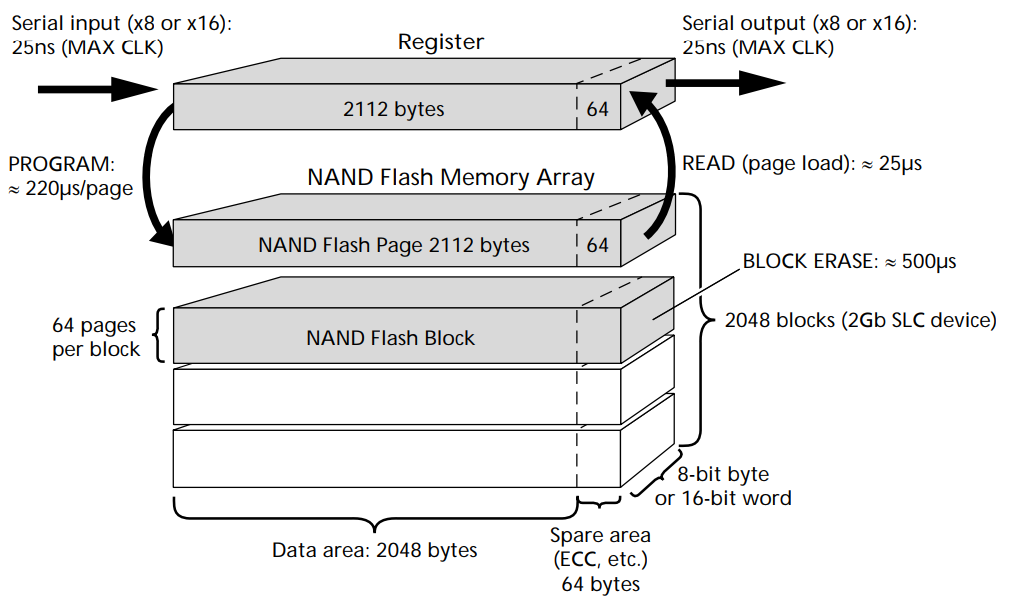 Serial input (x8 or x16):
25ns (MAX CLK)
Serial output (x8 or x16):
25ns (MAX CLK)
Register
2112 bytes
64
PROGRAM:
≈ 220µs/page
READ (page load): ≈ 25µs
NAND Flash Memory Array
NAND Flash Page 2112 bytes
64
BLOCK ERASE: ≈ 500µs
64 pages
per block
NAND Flash Block
2048 blocks (2Gb SLC device)
8-bit byte
or 16-bit word
Data area: 2048 bytes
Spare area
(ECC, etc.)
64 bytes